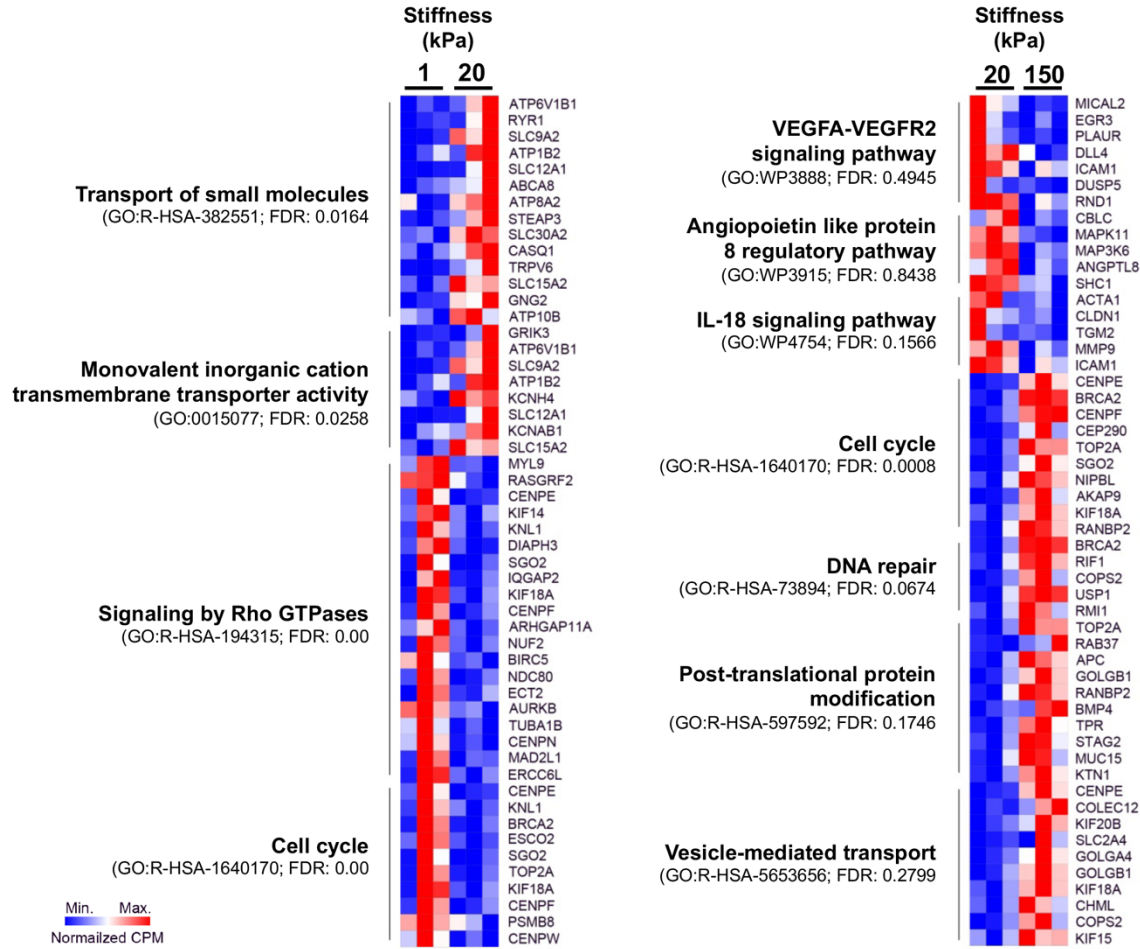 Stiffness
(kPa)
1 20
ATP6V1B1
RYR1
SLC9A2
ATP1B2
SLC12A1
ABCA8
ATP8A2
STEAP3
SLC30A2
CASQ1
TRPV6
SLC15A2
GNG2
ATP10B
GRIK3
ATP6V1B1
SLC9A2
ATP1B2
KCNH4
SLC12A1
KCNAB1
SLC15A2
MYL9
RASGRF2
CENPE
KIF14
KNL1
DIAPH3
SGO2
IQGAP2
KIF18A
CENPF
ARHGAP11A
NUF2
BIRC5
NDC80
ECT2
AURKB
TUBA1B
CENPN
MAD2L1
ERCC6L
CENPE
KNL1
BRCA2
ESCO2
SGO2
TOP2A
KIF18A
CENPF
PSMB8
CENPW
Transport of small molecules
(GO:R-HSA-382551; FDR: 0.0164
Monovalent inorganic cation
transmembrane transporter activity
(GO:0015077; FDR: 0.0258
Signaling by Rho GTPases
(GO:R-HSA-194315; FDR: 0.00
Cell cycle
(GO:R-HSA-1640170; FDR: 0.00
Min. Max.
Normailzed CPM
Stiffness
(kPa)
20 150
MICAL2
EGR3
PLAUR
DLL4
ICAM1
DUSP5
RND1
CBLC
MAPK11
MAP3K6
ANGPTL8
SHC1
ACTA1
CLDN1
TGM2
MMP9
ICAM1
CENPE
BRCA2
CENPF
CEP290
TOP2A
SGO2
NIPBL
AKAP9
KIF18A
RANBP2
BRCA2
RIF1
COPS2
USP1
RMI1
TOP2A
RAB37
APC
GOLGB1
RANBP2
BMP4
TPR
STAG2
MUC15
KTN1
CENPE
COLEC12
KIF20B
SLC2A4
GOLGA4
GOLGB1
KIF18A
CHML
COPS2
KIF15
VEGFA-VEGFR2
signaling pathway
(GO:WP3888; FDR: 0.4945
Angiopoietin like protein
8 regulatory pathway
(GO:WP3915; FDR: 0.8438
IL-18 signaling pathway
(GO:WP4754; FDR: 0.1566
Cell cycle
(GO:R-HSA-1640170; FDR: 0.0008
DNA repair
(GO:R-HSA-73894; FDR: 0.0674
Post-translational protein
modification
(GO:R-HSA-597592; FDR: 0.1746
Vesicle-mediated transport
(GO:R-HSA-5653656; FDR: 0.2799